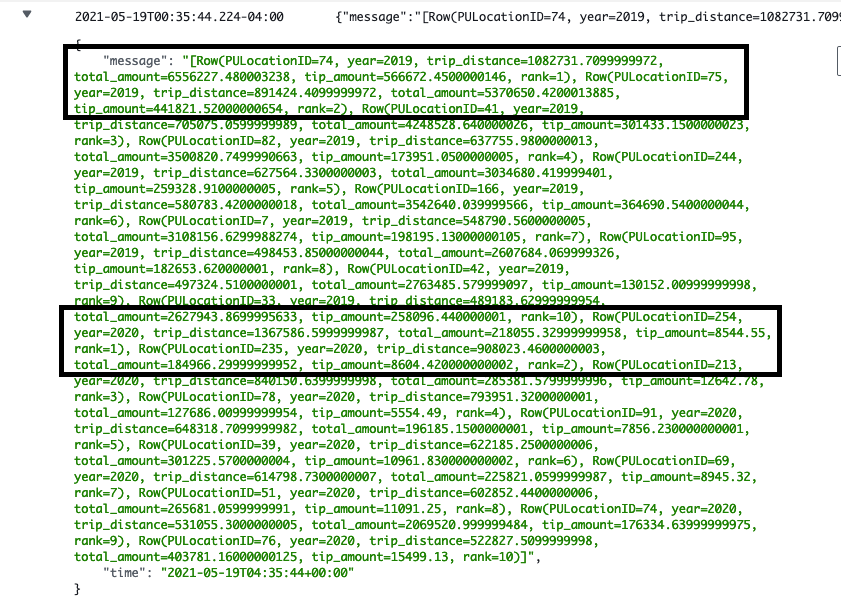 2021-05-19T00:35:44.224-04:00 {"message":"[Row(PULocationID=74, year=2019, trip_distance=1082731.709
{
"message": "[Row(PULocationID=74, year=2019, trip_distance=1082731.7099999972,
total_amount=6556227.480003238, tip_amount=566672.4500000146, rank=1), Row(PULocationID=75,
year=2019, trip_distance=891424.4099999972, total_amount=5370650.4200013885,
tip_amount=441821.52000000654, rank=2), Row(PULocationID=41, year=2019,
trip_distance=705075.0599999989, total_amount=4248528.640000026, tip_amount=301433.1500000023,
rank=3), Row(PULocationID=82, year=2019, trip_distance=637755.9800000013,
total_amount=3500820.7499990663, tip_amount=173951.0500000005, rank=4), Row(PULocationID=244,
year=2019, trip_distance=627564.3300000003, total_amount=3034680.419999401,
tip_amount=259328.9100000005, rank=5), Row(PULocationID=166, year=2019,
trip_distance=580783.4200000018, total_amount=3542640.039999566, tip_amount=364690.5400000044,
rank=6), Row(PULocationID=7, year=2019, trip_distance=548790.5600000005,
total_amount=3108156.6299988274, tip_amount=198195.13000000105, rank=7), Row(PULocationID=95,
year=2019, trip_distance=498453.85000000044, total_amount=2607684.069999326,
tip_amount=182653.620000001, rank=8), Row(PULocationID=42, year=2019,
trip_distance=497324.5100000001, total_amount=2763485.579999097, tip_amount=130152.00999999998,
rank=9), Row(PULocationID=33, year=2019, trip_distance=489183.62999999954,
total_amount=2627943.8699995633, tip_amount=258096.440000001, rank=10), Row(PULocationID=254,
year=2020, trip_distance=1367586.5999999987, total_amount=218055.32999999958, tip_amount=8544.55,
rank=1), Row(PULocationID=235, year=2020, trip_distance=908023.4600000003,
total_amount=184966.29999999952, tip_amount=8604.420000000002, rank=2), Row(PULocationID=213,
year=2020, trip_distance=840150.6399999998, total_amount=285381.5799999996, tip_amount=12642.78,
rank=3), Row(PULocationID=78, year=2020, trip_distance=793951.3200000001,
total_amount=127686.00999999954, tip_amount=5554.49, rank=4), Row(PULocationID=91, year=2020,
trip_distance=648318.7099999982, total_amount=196185.1500000001, tip_amount=7856.230000000001,
rank=5), Row(PULocationID=39, year=2020, trip_distance=622185.2500000006,
total_amount=301225.5700000004, tip_amount=10961.830000000002, rank=6), Row(PULocationID=69,
year=2020, trip_distance=614798.7300000007, total_amount=225821.0599999987, tip_amount=8945.32,
rank=7), Row(PULocationID=51, year=2020, trip_distance=602852.4400000006,
total_amount=265681.0599999991, tip_amount=11091.25, rank=8), Row(PULocationID=74, year=2020,
trip_distance=531055.3000000005, total_amount=2069520.999999484, tip_amount=176334.63999999975,
rank=9), Row(PULocationID=76, year=2020, trip_distance=522827.5099999998,
total_amount=403781.16000000125, tip_amount=15499.13, rank=10)]",
"time": "2021-05-19T04:35:44+00:00"
}